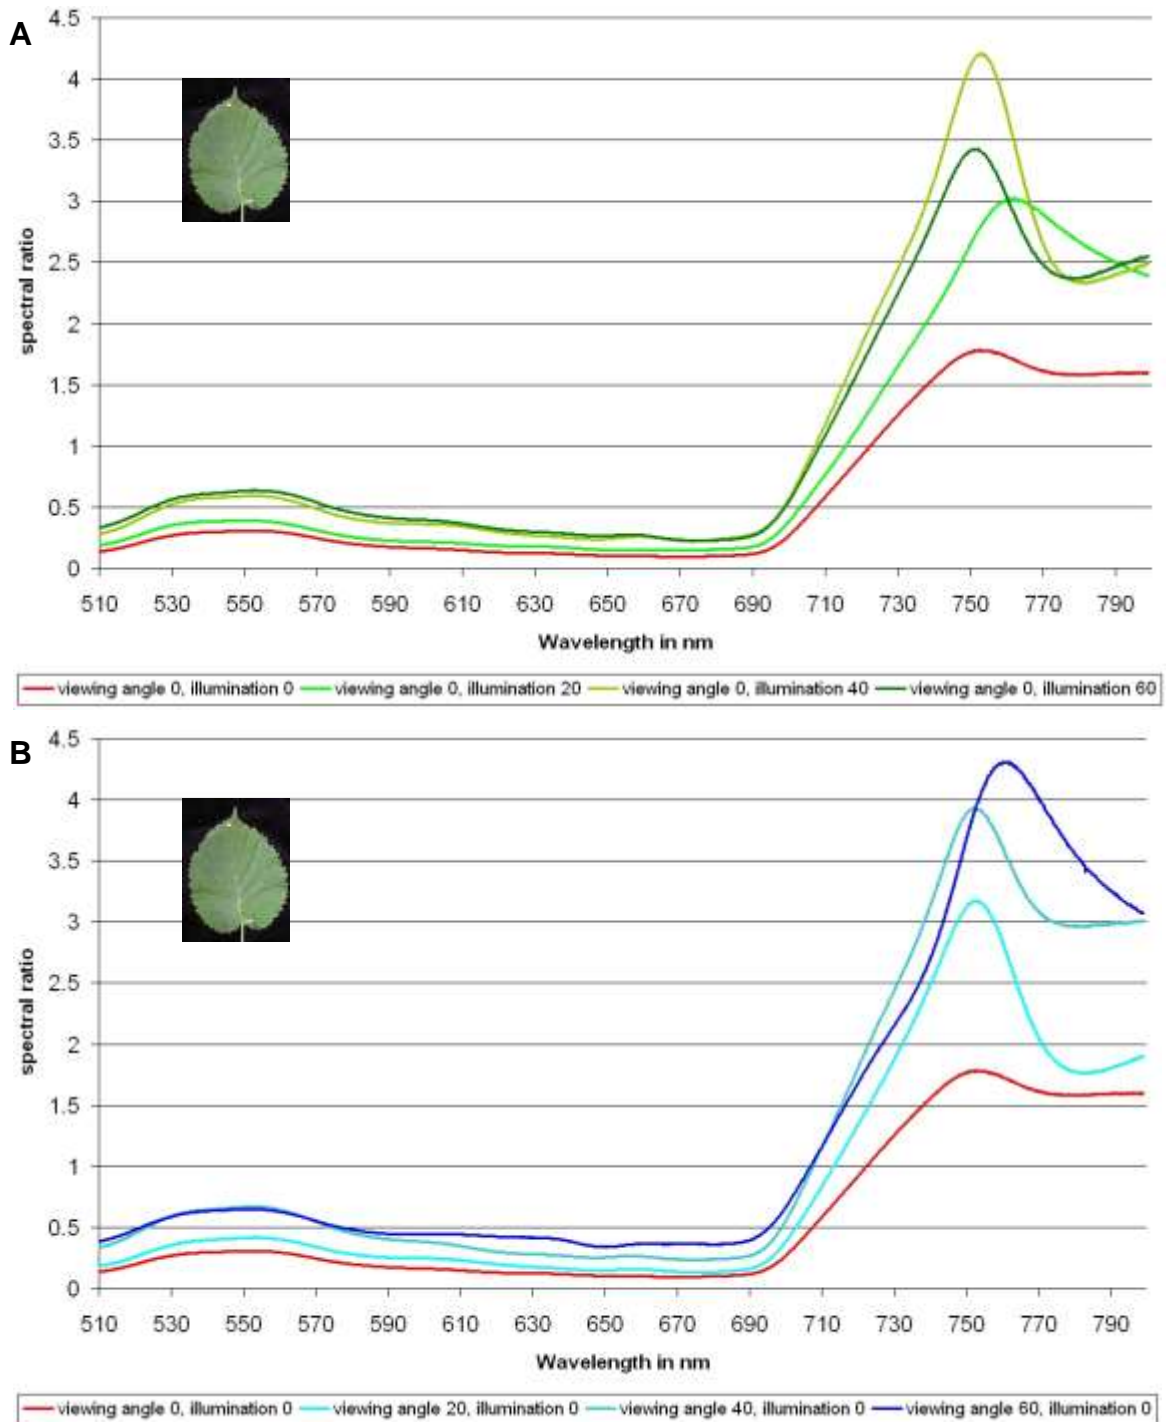 A
4.5
4
3.5
3
2.5
2
1.5
1
0.5
0
spectral ratio
510 530 550 570 590 610 630 650 670 690 710 730 750 770 790
Wavelength in nm
viewing angle 0, illumination 0 viewing angle 0, illumination 20 viewing angle 0, illumination 40 viewing angle 0, illumination 60
B
4.5
4
3.5
3
2.5
2
1.5
1
0.5
0
spectral ratio
510 530 550 570 590 610 630 650 670 690 710 730 750 770 790
Wavelength in nm
viewing angle 0, illumination 0 viewing angle 20, illumination 0 viewing angle 40, illumination 0 viewing angle 60, illumination 0